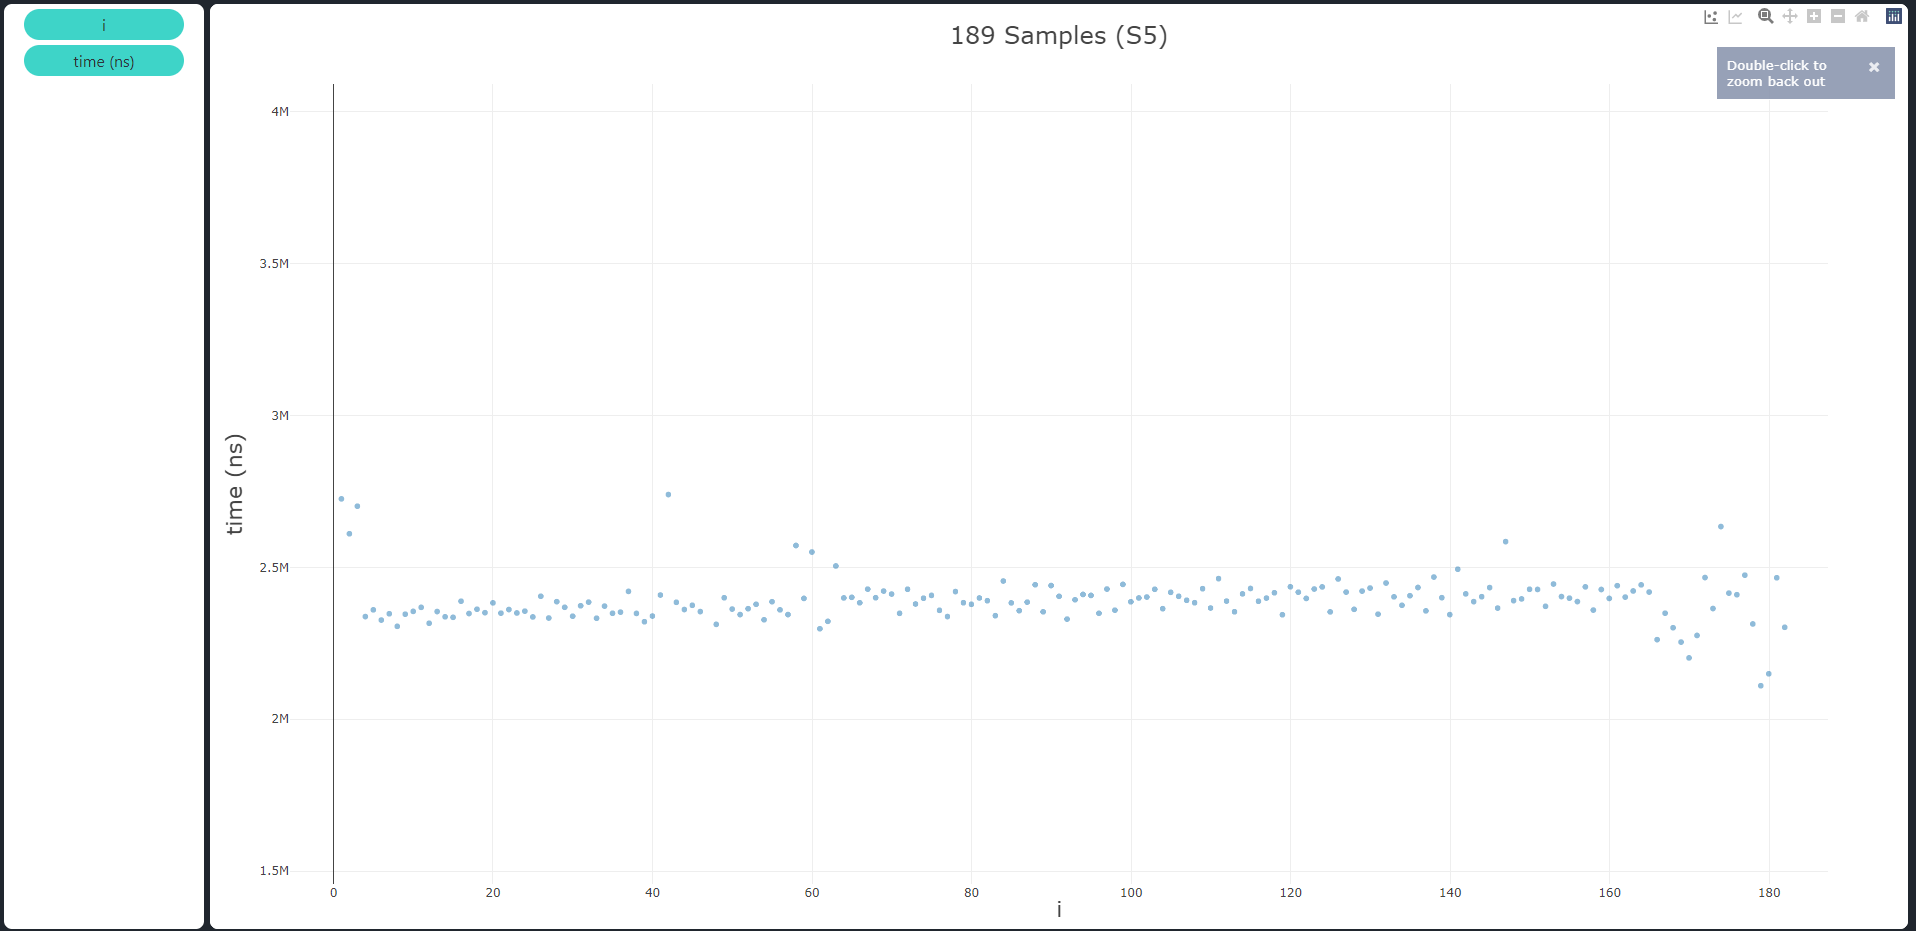 i
time (ns)
189 Samples (S5)
Double-click to
zoom back out
4M
3.5M
3M
2.5M
2M
1.5M
time (ns)
0 20 40 60 80 100 120 140 160 180
i